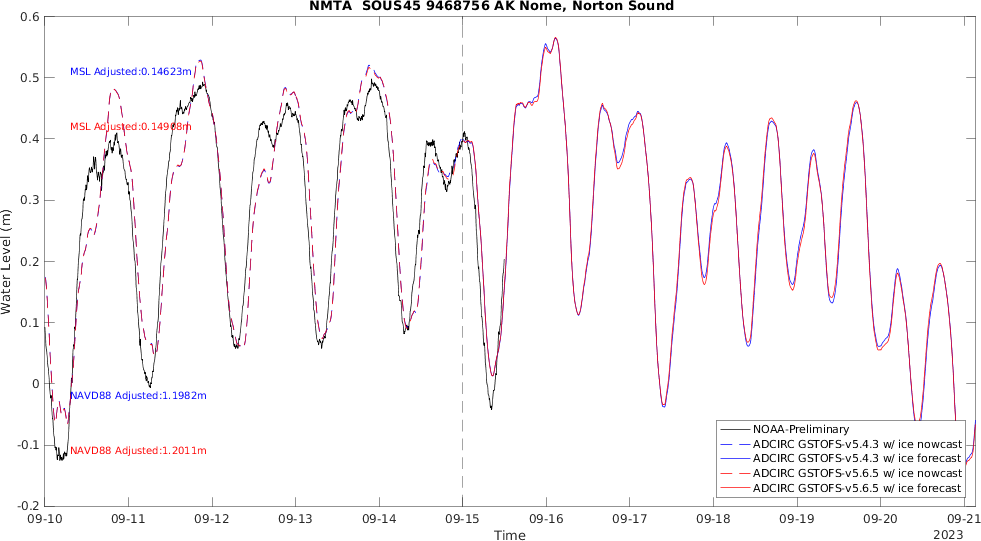 NMTA SOUS45 9468756 AK Nome, Norton Sound
0.6
0.5
0.4
0.3
0.2
0.1
0
-0.1
-0.2
Water Level (m)
MSL Adjusted:0.14623m
MSL Adjusted:0.14908m
NAVD88 Adjusted:1.1982m
NAVD88 Adjusted:1.2011m
NOAA-Preliminary
ADCIRC GSTOFS-v5.4.3 w/ ice nowcast
ADCIRC GSTOFS-v5.4.3 w/ ice forecast
ADCIRC GSTOFS-v5.6.5 w/ ice nowcast
ADCIRC GSTOFS-v5.6.5 w/ ice forecast
09-10 09-11 09-12 09-13 09-14 09-15 09-16 09-17 09-18 09-19 09-20 09-21
Time
2023